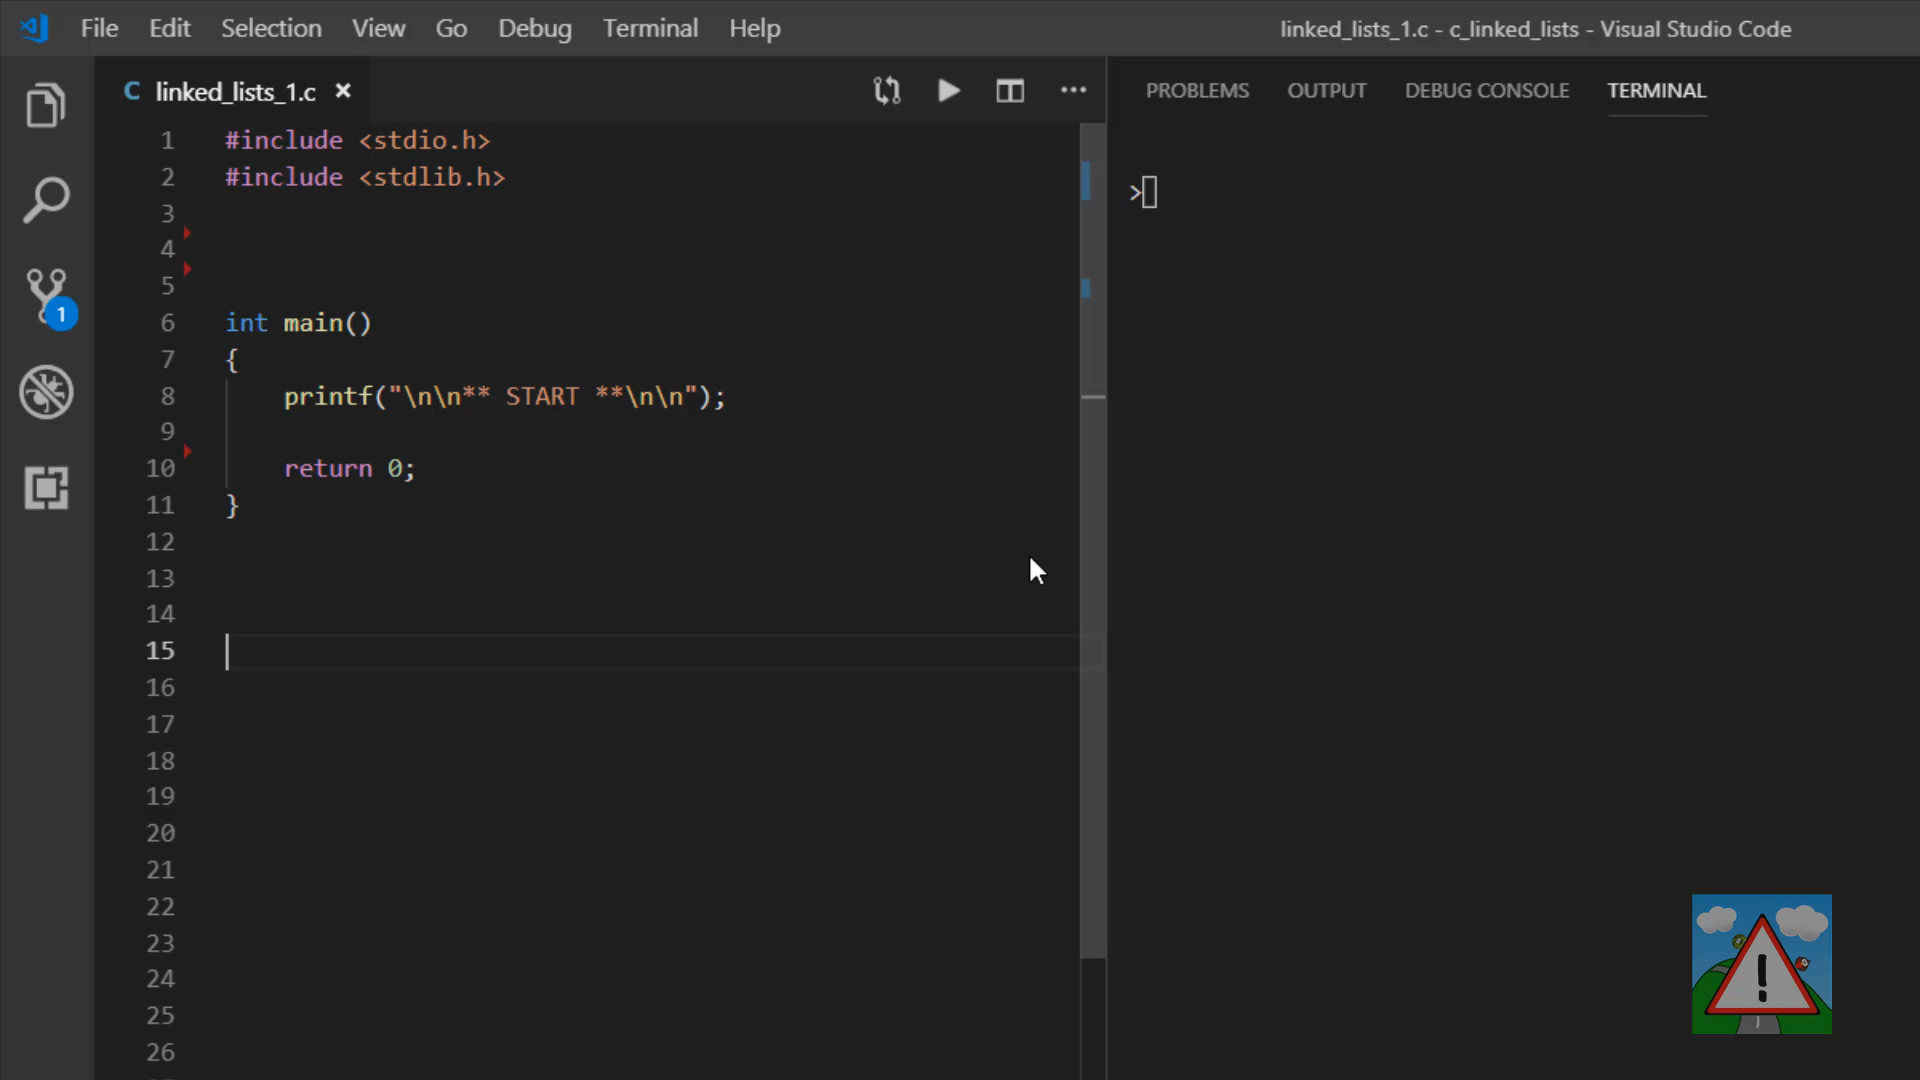 File Edit Selection View Go Debug Terminal Help
linked_lists_1.c - c_linked_lists - Visual Studio Code
C linked_lists_1.c ×
PROBLEMS OUTPUT DEBUG CONSOLE TERMINAL
1 #include <stdio.h>
2 #include <stdlib.h>
3
4
5
6 int main()
7 {
8 printf("\n\n** START **\n\n");
9
10 return 0;
11 }
12
13
14
15
16
17
18
19
20
21
22
23
24
25
26
>
1
!